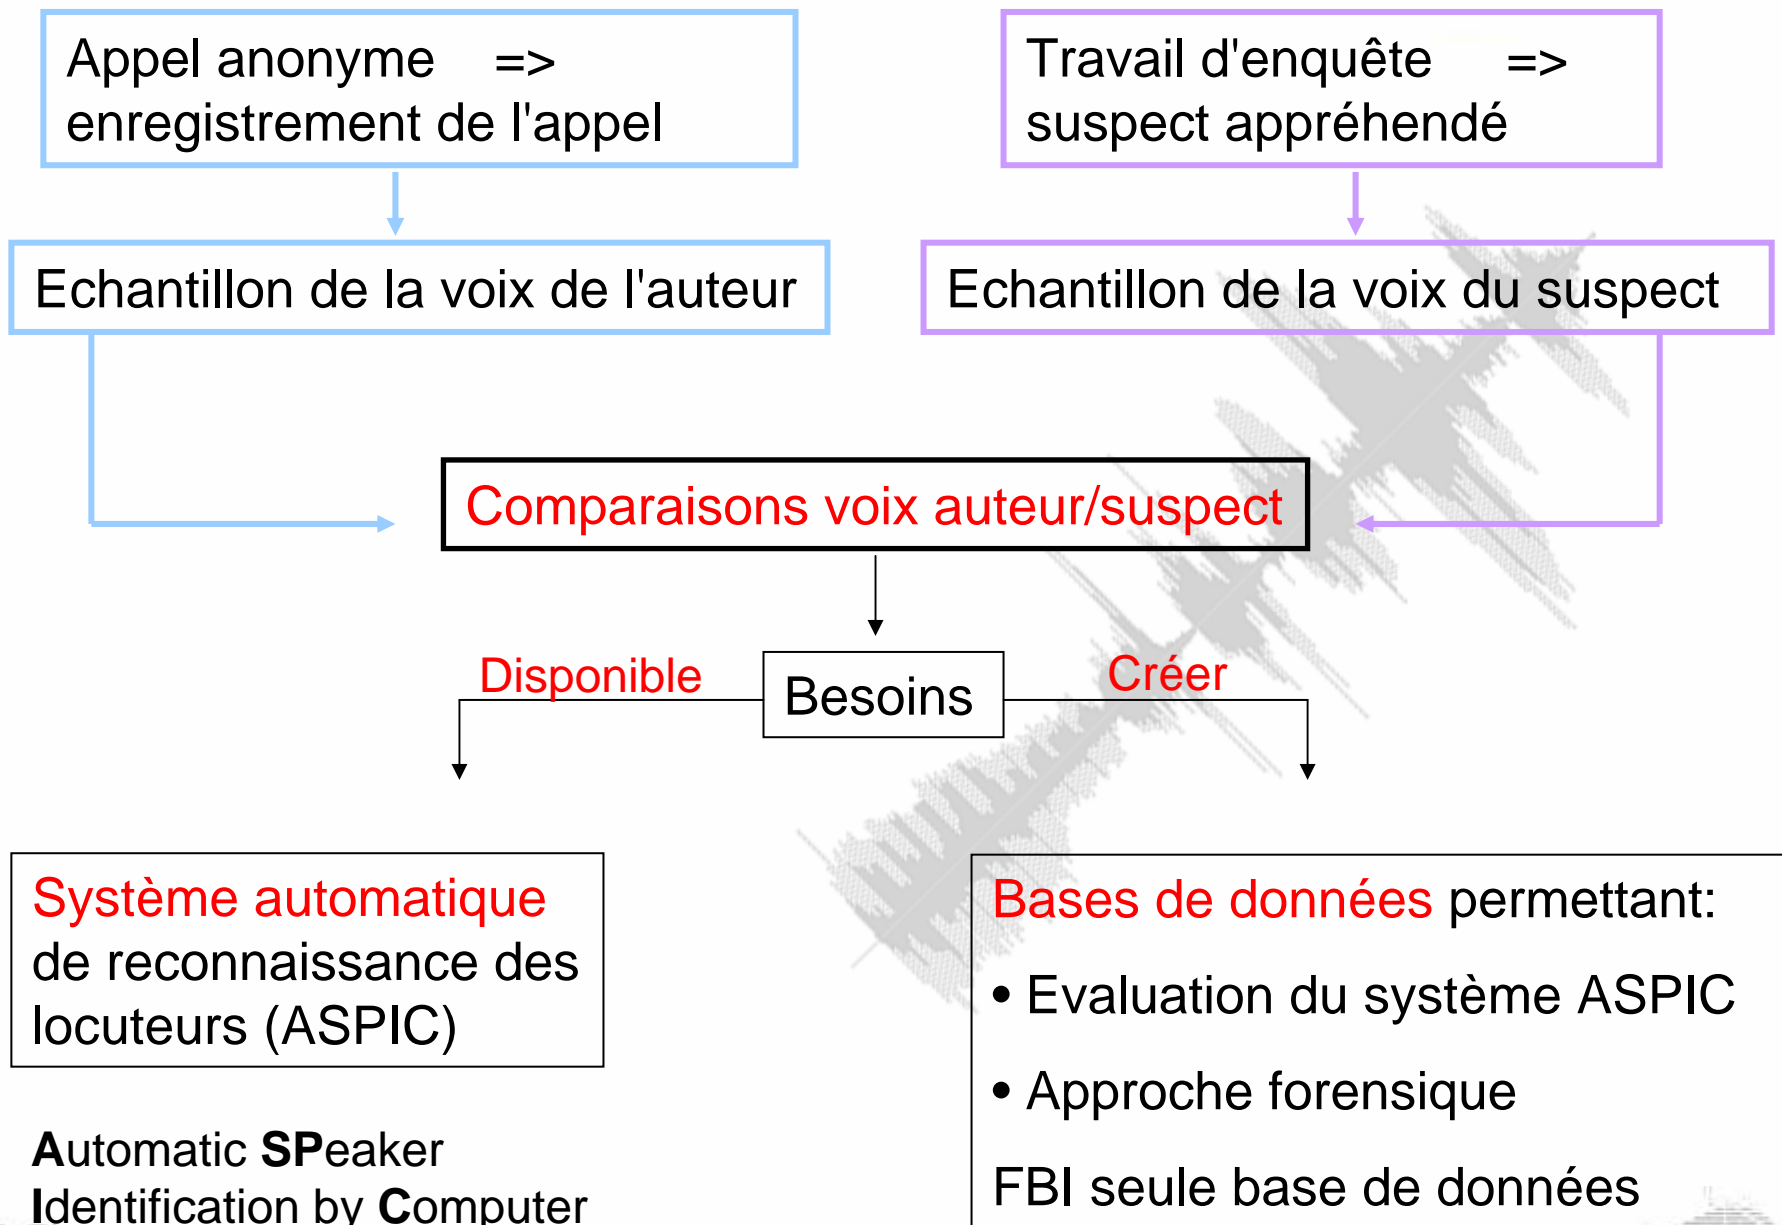 Appel anonyme =>
enregistrement de l'appel
Travail d'enquête =>
suspect appréhendé
Echantillon de la voix de l'auteur
Echantillon de la voix du suspect
Comparaisons voix auteur/suspect
Disponible
Besoins
Créer
Système automatique
de reconnaissance des
locuteurs (ASPIC)
Automatic SPeaker
Identification by Computer
Bases de données permettant:
• Evaluation du système ASPIC
• Approche forensique
FBI seule base de données